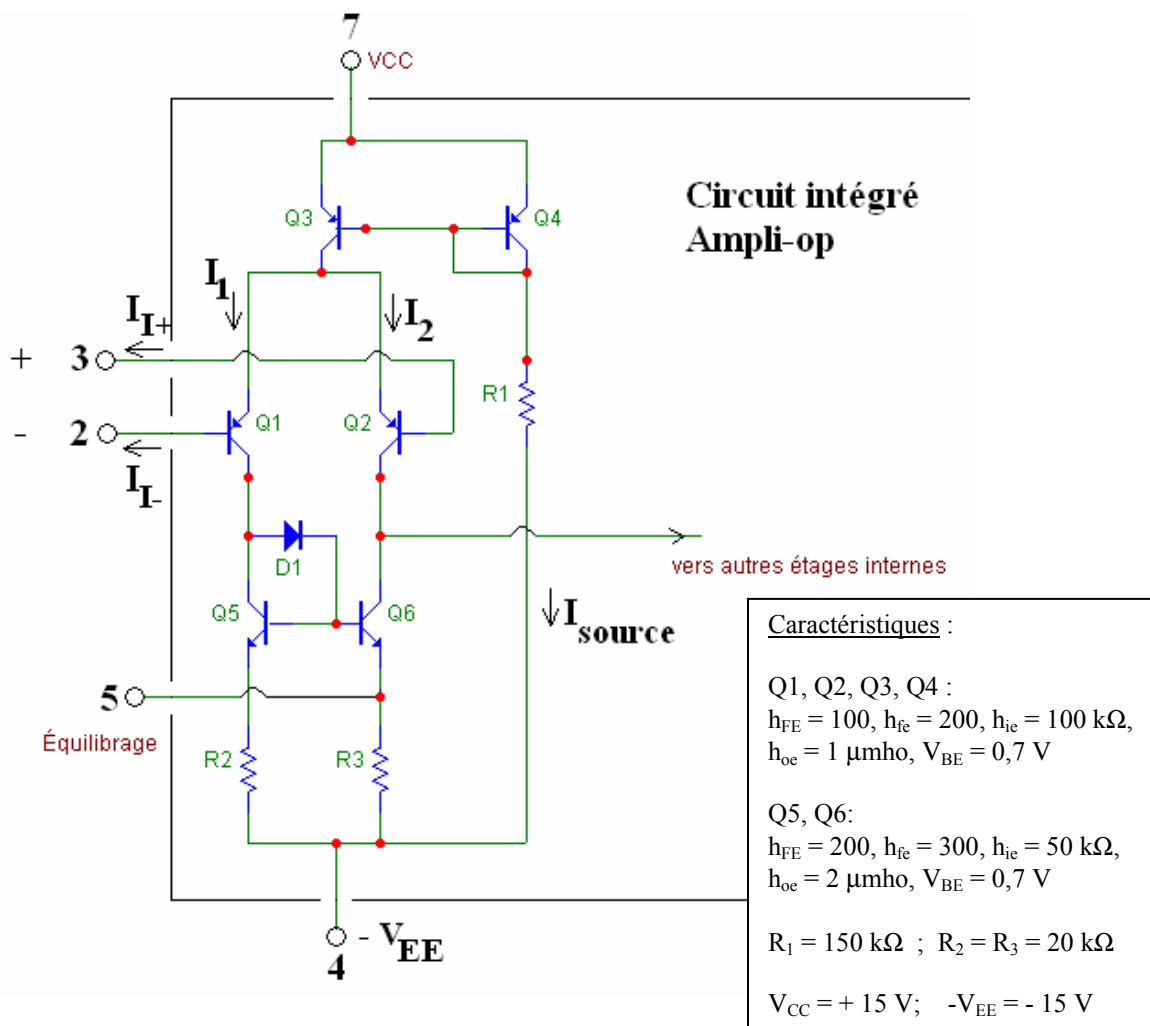 7
VCC
Circuit intégré
Ampli-op
Q3
Q4
I1
I2
II+
+ 3
R1
Q1
Q2
- 2
II-
D1
vers autres étages internes
Q5
Q6
Isource
5
Équilibrage
R2
R3
- VEE
4
Caractéristiques :
Q1, Q2, Q3, Q4 :
hFE = 100, hfe = 200, hie = 100 kΩ,
hoe = 1 μmho, VBE = 0,7 V
Q5, Q6:
hFE = 200, hfe = 300, hie = 50 kΩ,
hoe = 2 μmho, VBE = 0,7 V
R1 = 150 kΩ ; R2 = R3 = 20 kΩ
VCC = + 15 V; -VEE = - 15 V